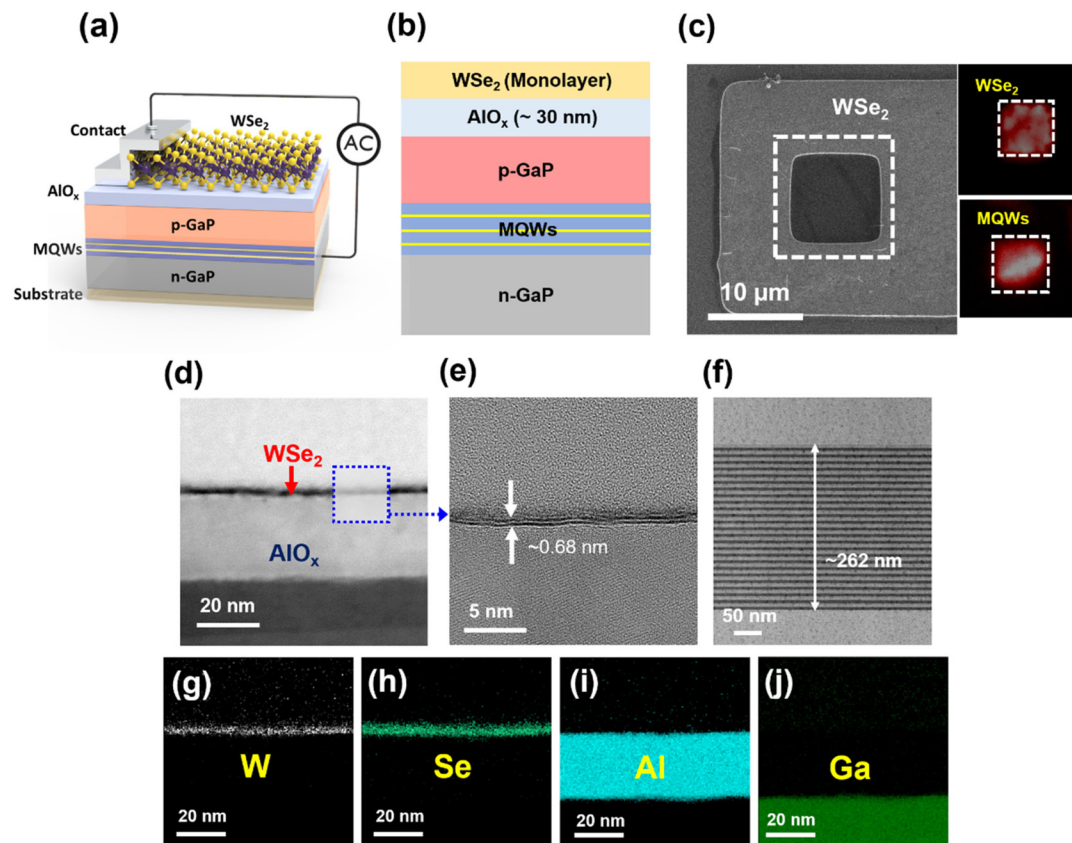 (a)
Contact
WSe₂
AC
AlOₓ
p-GaP
MQWs
n-GaP
Substrate
(b)
WSe₂ (Monolayer)
AlOₓ (~ 30 nm)
p-GaP
MQWs
n-GaP
(c)
WSe₂
10 µm
WSe₂
MQWs
(d)
WSe₂
AlOₓ
20 nm
(e)
~0.68 nm
5 nm
(f)
~262 nm
50 nm
(g)
W
20 nm
(h)
Se
20 nm
(i)
Al
20 nm
(j)
Ga
20 nm